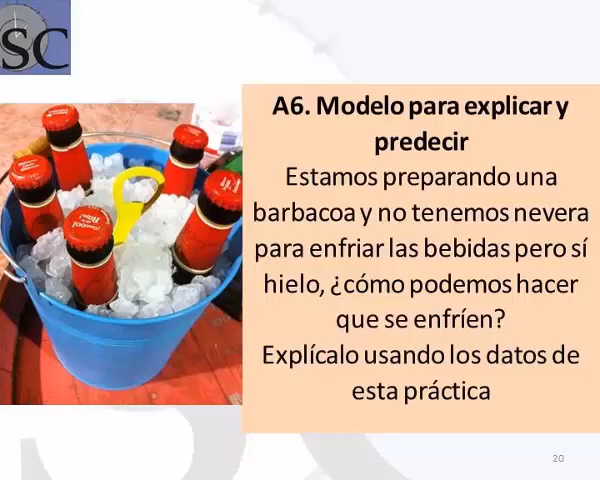 SC
A6. Modelo para explicar y
predecir
Estamos preparando una
barbacoa y no tenemos nevera
para enfriar las bebidas pero sí
hielo, ¿cómo podemos hacer
que se enfríen?
Explícalo usando los datos de
esta práctica
20